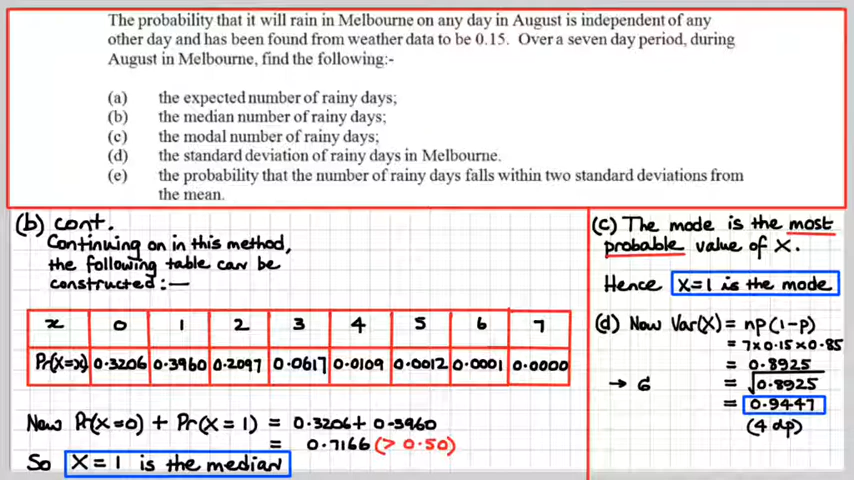 The probability that it will rain in Melbourne on any day in August is independent of any
other day and has been found from weather data to be 0.15. Over a seven day period, during
August in Melbourne, find the following:-
(a) the expected number of rainy days;
(b) the median number of rainy days;
(c) the modal number of rainy days;
(d) the standard deviation of rainy days in Melbourne.
(e) the probability that the number of rainy days falls within two standard deviations from
the mean.
(b) cont.
Continuing on in this method,
the following table can be
constructed:—
x 0 1 2 3 4 5 6 7
Pr(X=x) 0.3206 0.3960 0.2097 0.0617 0.0109 0.0012 0.0001 0.0000
Now Pr(X=0) + Pr(X=1) = 0.3206+0.3960
= 0.7166 (> 0.50)
So X=1 is the median
(c) The mode is the most
probable value of X.
Hence X=1 is the mode
(d) Now Var(X) = np(1-p)
= 7×0.15×0.85
= 0.8925
→ σ = √0.8925
= 0.9447
(4 dp)